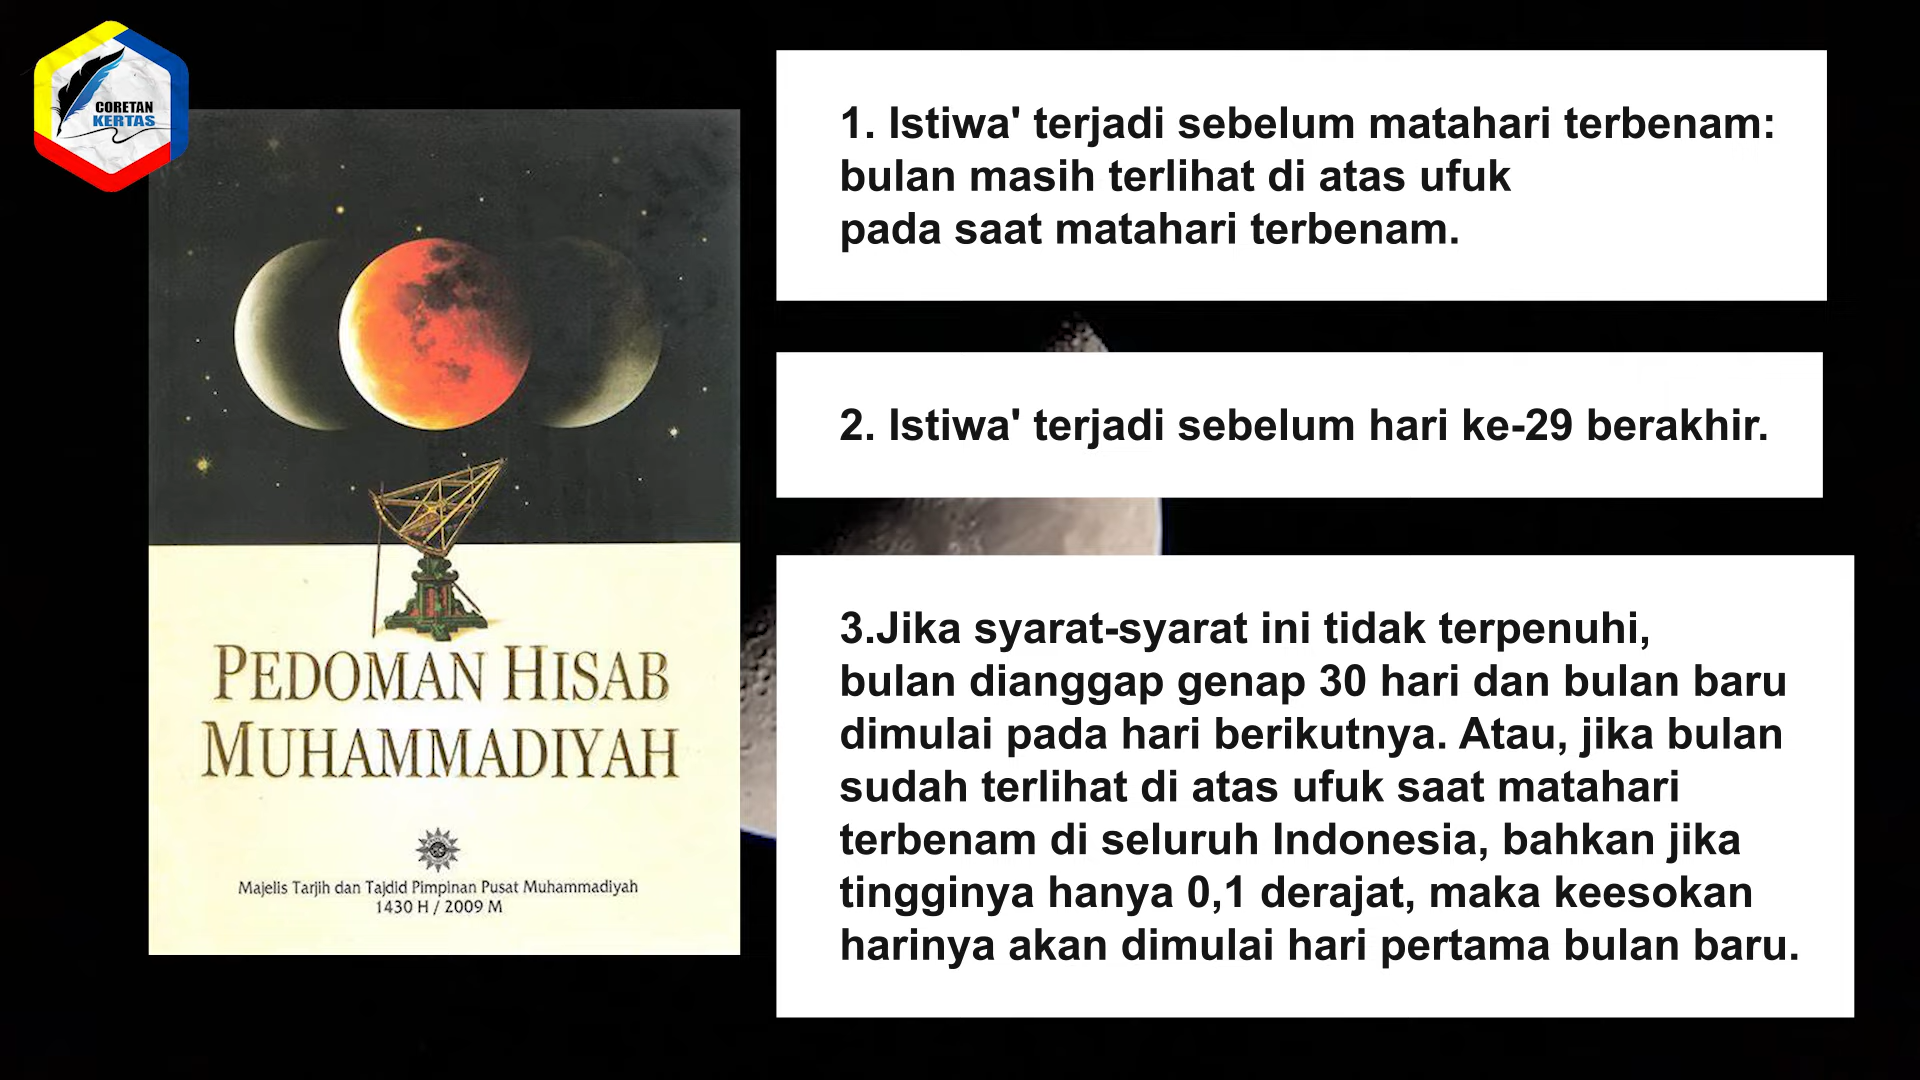 CORETAN
KERTAS
PEDOMAN HISAB
MUHAMMADIYAH
Majelis Tarjih dan Tajdid Pimpinan Pusat Muhammadiyah
1430 H / 2009 M
1. Istiwa' terjadi sebelum matahari terbenam:
bulan masih terlihat di atas ufuk
pada saat matahari terbenam.
2. Istiwa' terjadi sebelum hari ke-29 berakhir.
3.Jika syarat-syarat ini tidak terpenuhi,
bulan dianggap genap 30 hari dan bulan baru
dimulai pada hari berikutnya. Atau, jika bulan
sudah terlihat di atas ufuk saat matahari
terbenam di seluruh Indonesia, bahkan jika
tingginya hanya 0,1 derajat, maka keesokan
harinya akan dimulai hari pertama bulan baru.